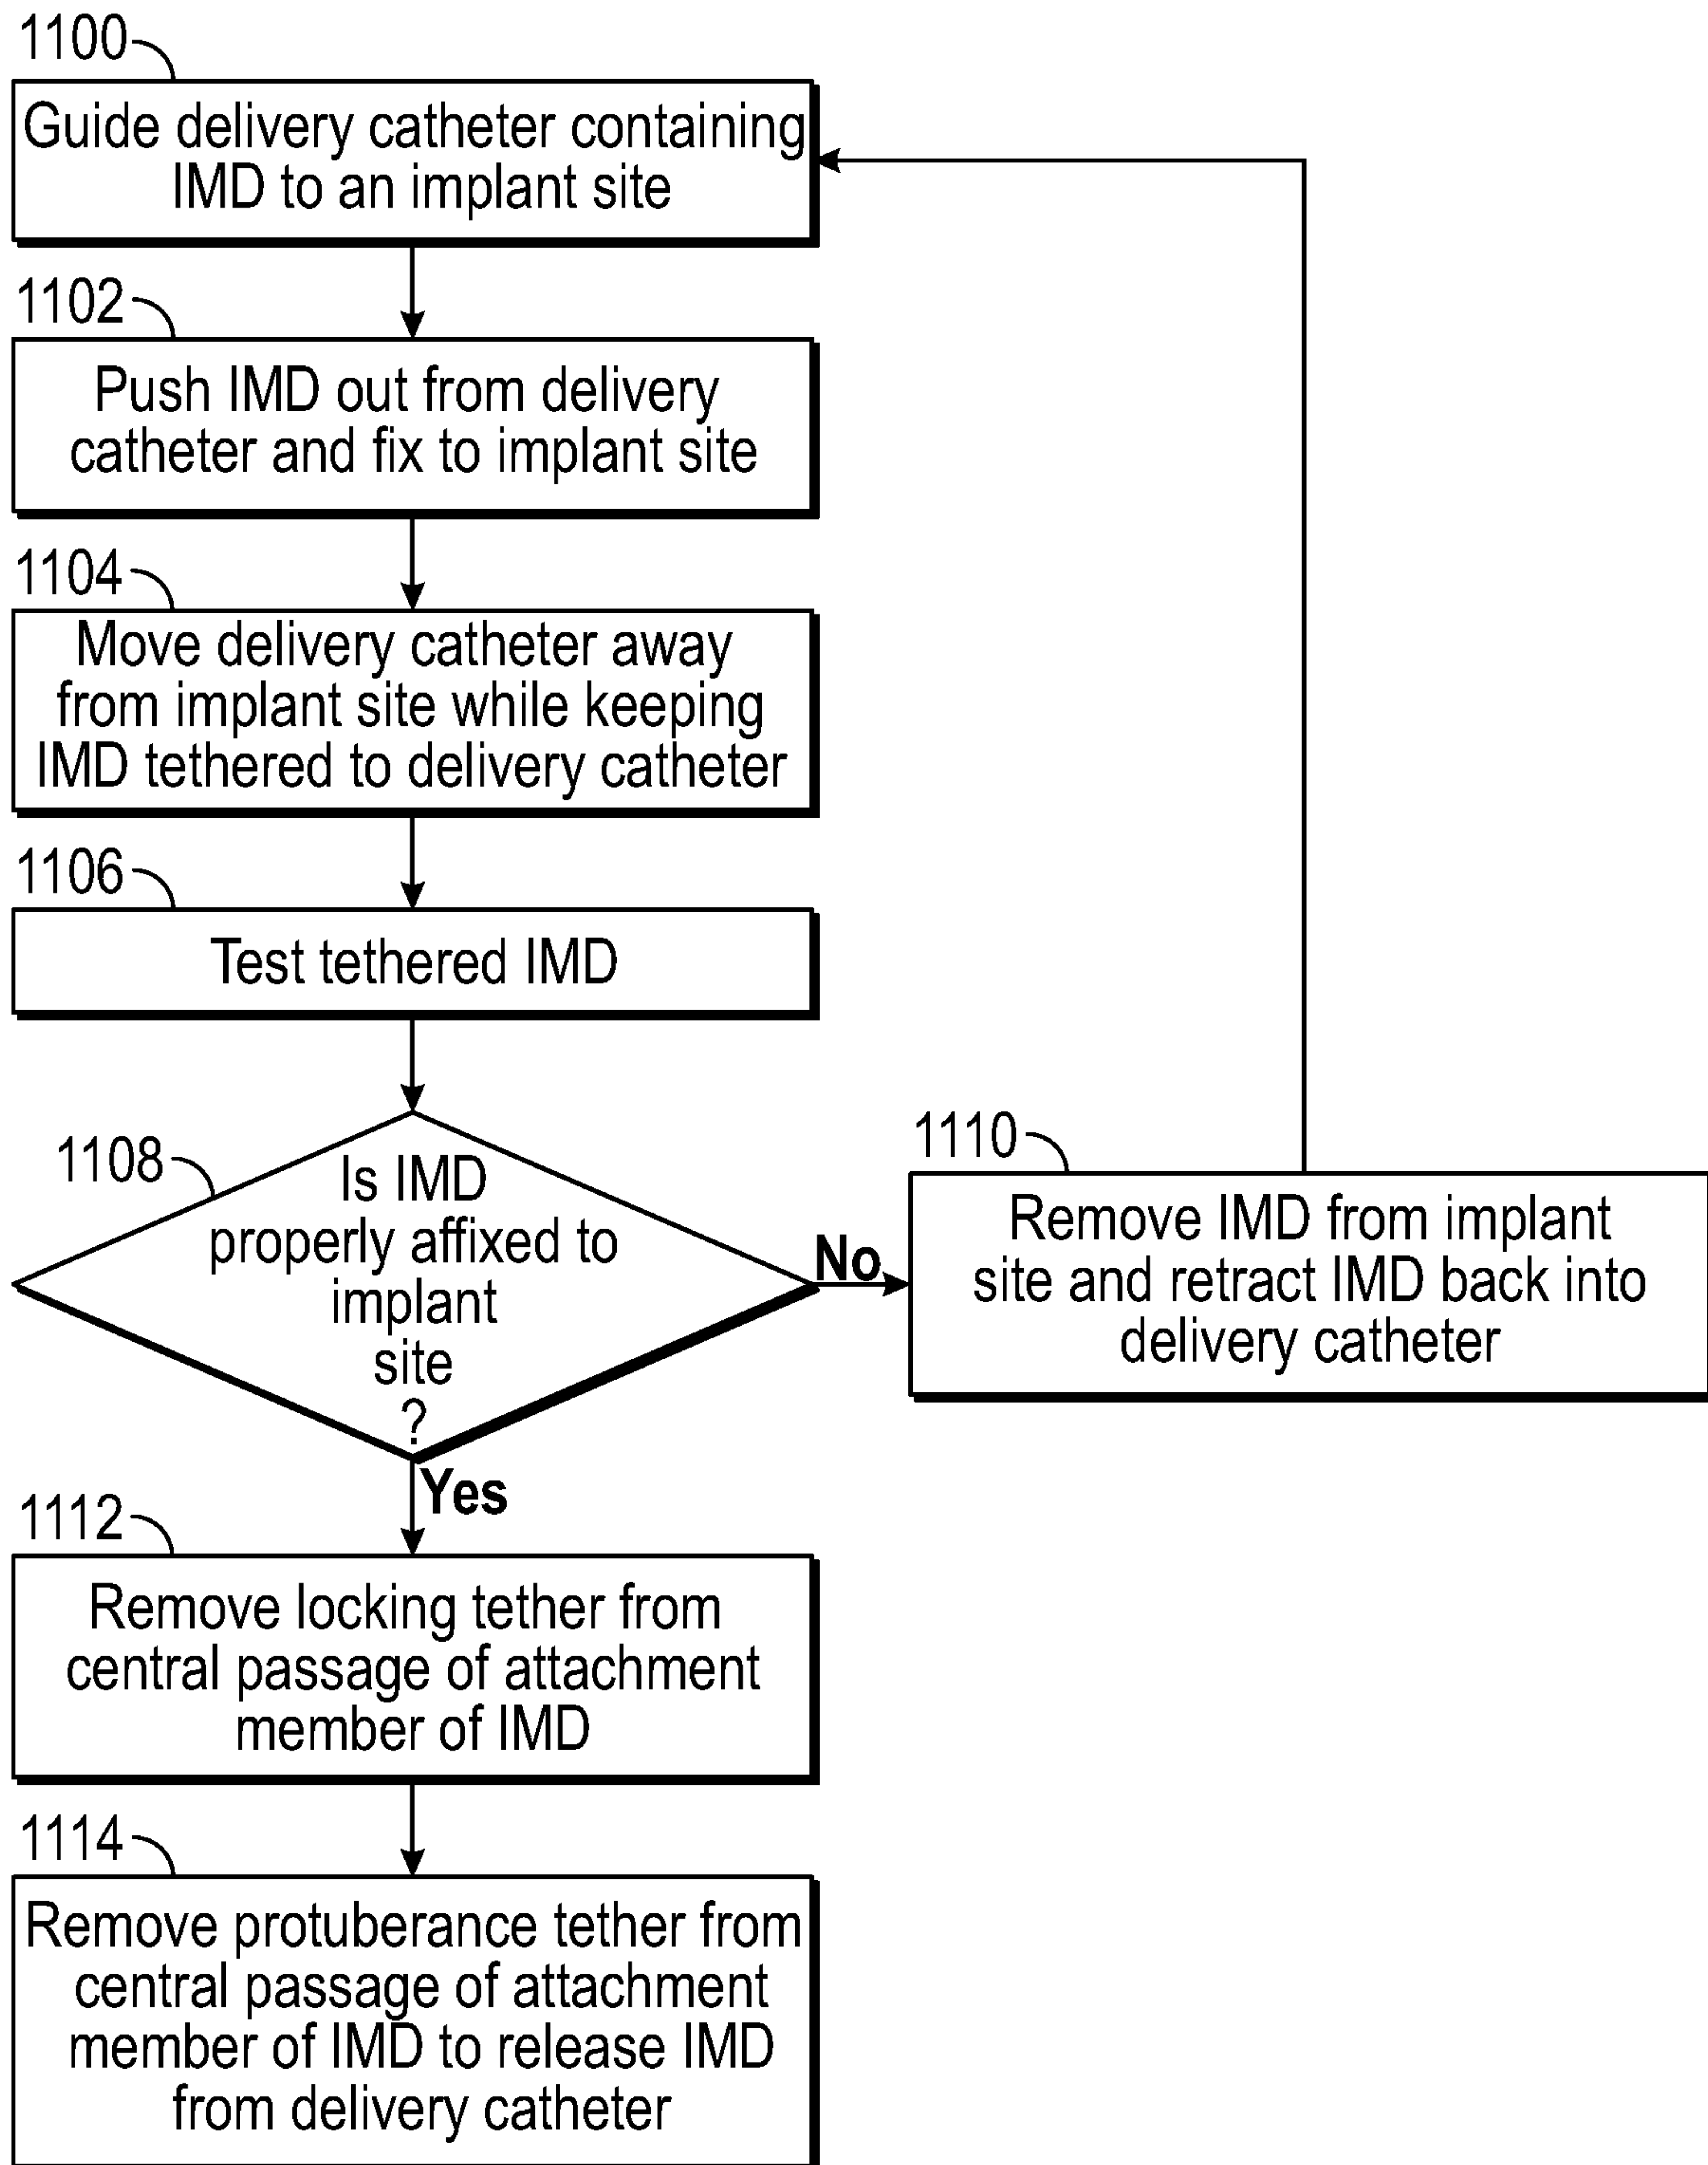 1100
Guide delivery catheter containing
IMD to an implant site
1102
Push IMD out from delivery
catheter and fix to implant site
1104
Move delivery catheter away
from implant site while keeping
IMD tethered to delivery catheter
1106
Test tethered IMD
1108
Is IMD
properly affixed to
implant
site
?
No
1110
Remove IMD from implant
site and retract IMD back into
delivery catheter
Yes
1112
Remove locking tether from
central passage of attachment
member of IMD
1114
Remove protuberance tether from
central passage of attachment
member of IMD to release IMD
from delivery catheter